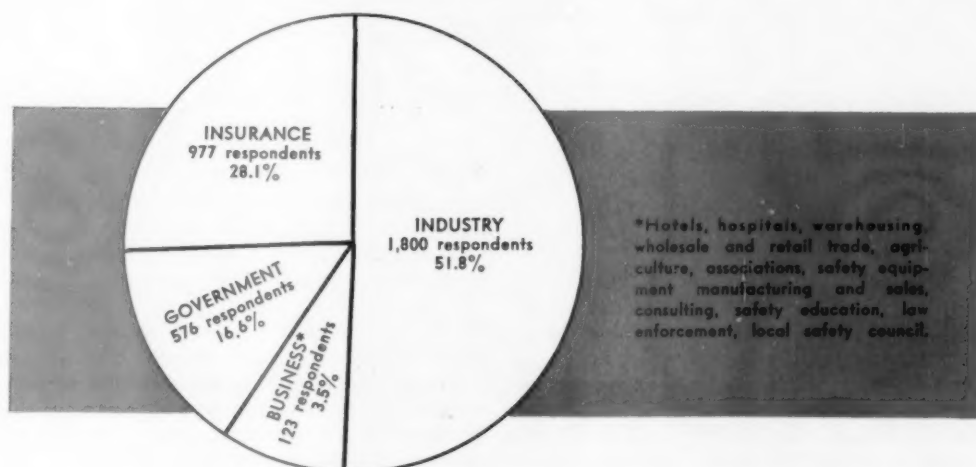 INSURANCE
977 respondents
28.1%
INDUSTRY
1,800 respondents
51.8%
GOVERNMENT
576 respondents
16.6%
BUSINESS*
123 respondents
3.5%
*Hotels, hospitals, warehousing,
wholesale and retail trade, agri-
culture, associations, safety equip-
ment manufacturing and sales,
consulting, safety education, law
enforcement, local safety council.